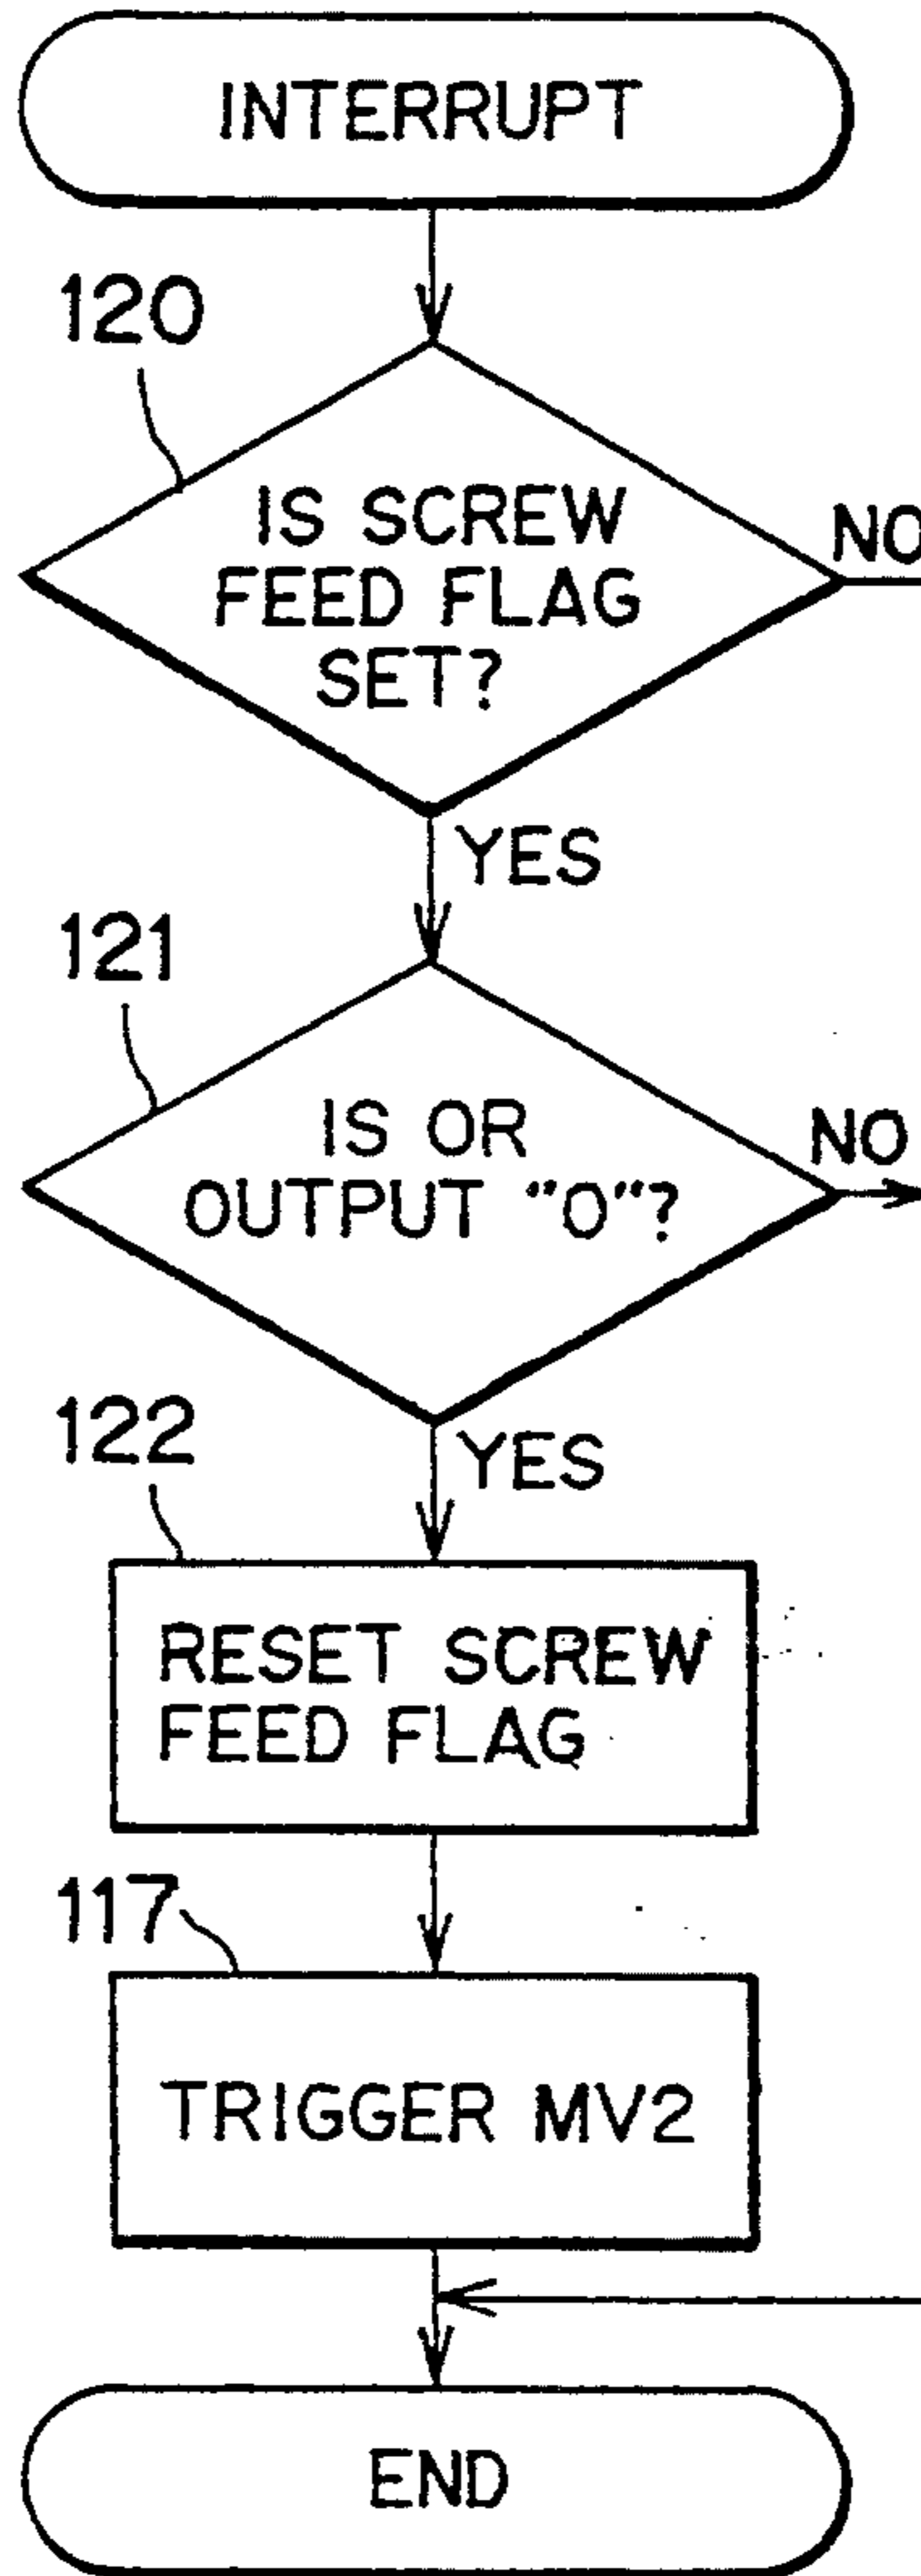 INTERRUPT
120
IS SCREW
FEED FLAG
SET?
NO
YES
121
IS OR
OUTPUT "0"?
NO
YES
122
RESET SCREW
FEED FLAG
117
TRIGGER MV2
END